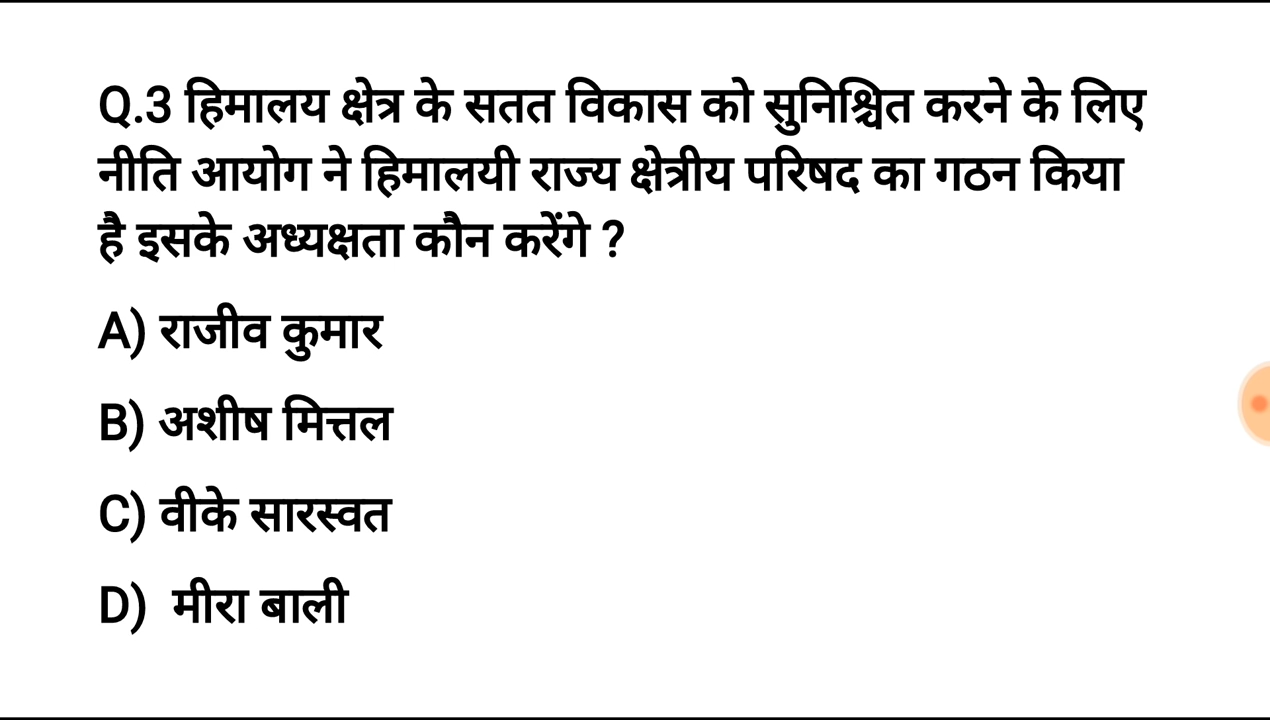 Q.3 हिमालय क्षेत्र के सतत विकास को सुनिश्चित करने के लिए
नीति आयोग ने हिमालयी राज्य क्षेत्रीय परिषद का गठन किया
है इसके अध्यक्षता कौन करेंगे ?
A) राजीव कुमार
B) अशीष मित्तल
C) वीके सारस्वत
D) मीरा बाली